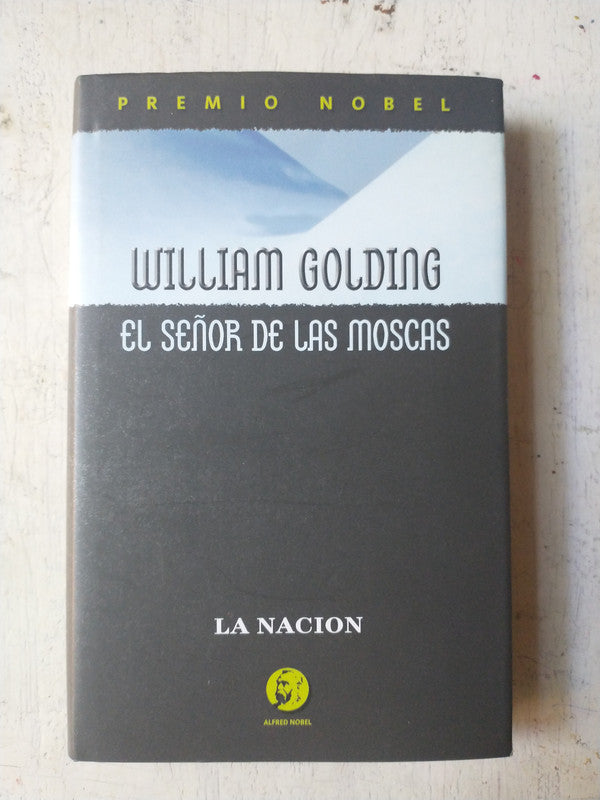 PREMIO NOBEL
WILLIAM GOLDING
EL SEÑOR DE LAS MOSCAS
LA NACION
ALFRED NOBEL